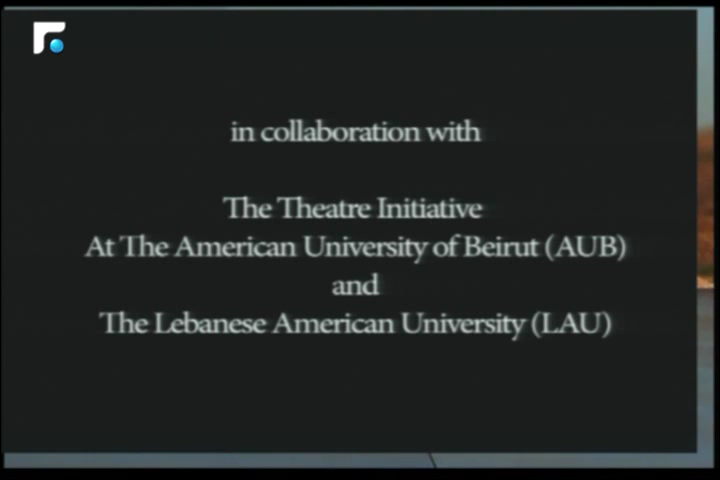 in collaboration with
The Theatre Initiative
At The American University of Beirut (AUB)
and
The Lebanese American University (LAU)